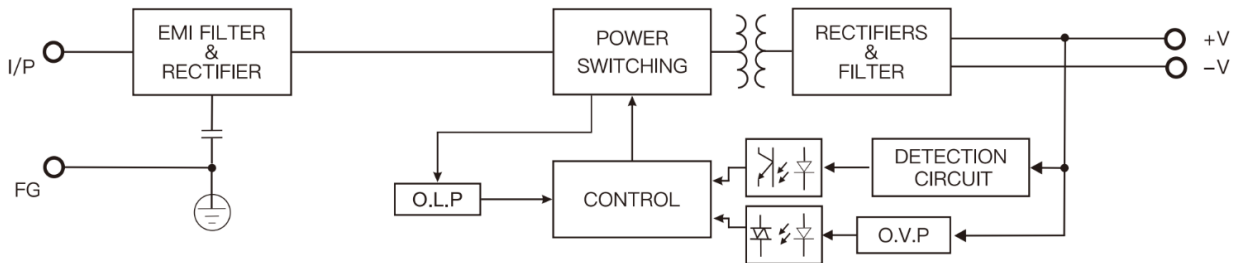 I/P
EMI FILTER
&
RECTIFIER
POWER
SWITCHING
RECTIFIERS
&
FILTER
+V
−V
FG
O.L.P
CONTROL
DETECTION
CIRCUIT
O.V.P